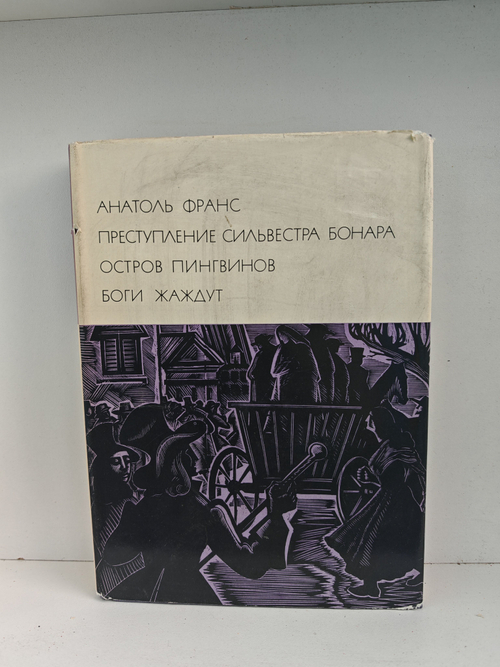 АНАТОЛЬ ФРАНС
ПРЕСТУПЛЕНИЕ СИЛЬВЕСТРА БОНАРА
ОСТРОВ ПИНГВИНОВ
БОГИ ЖАЖДУТ